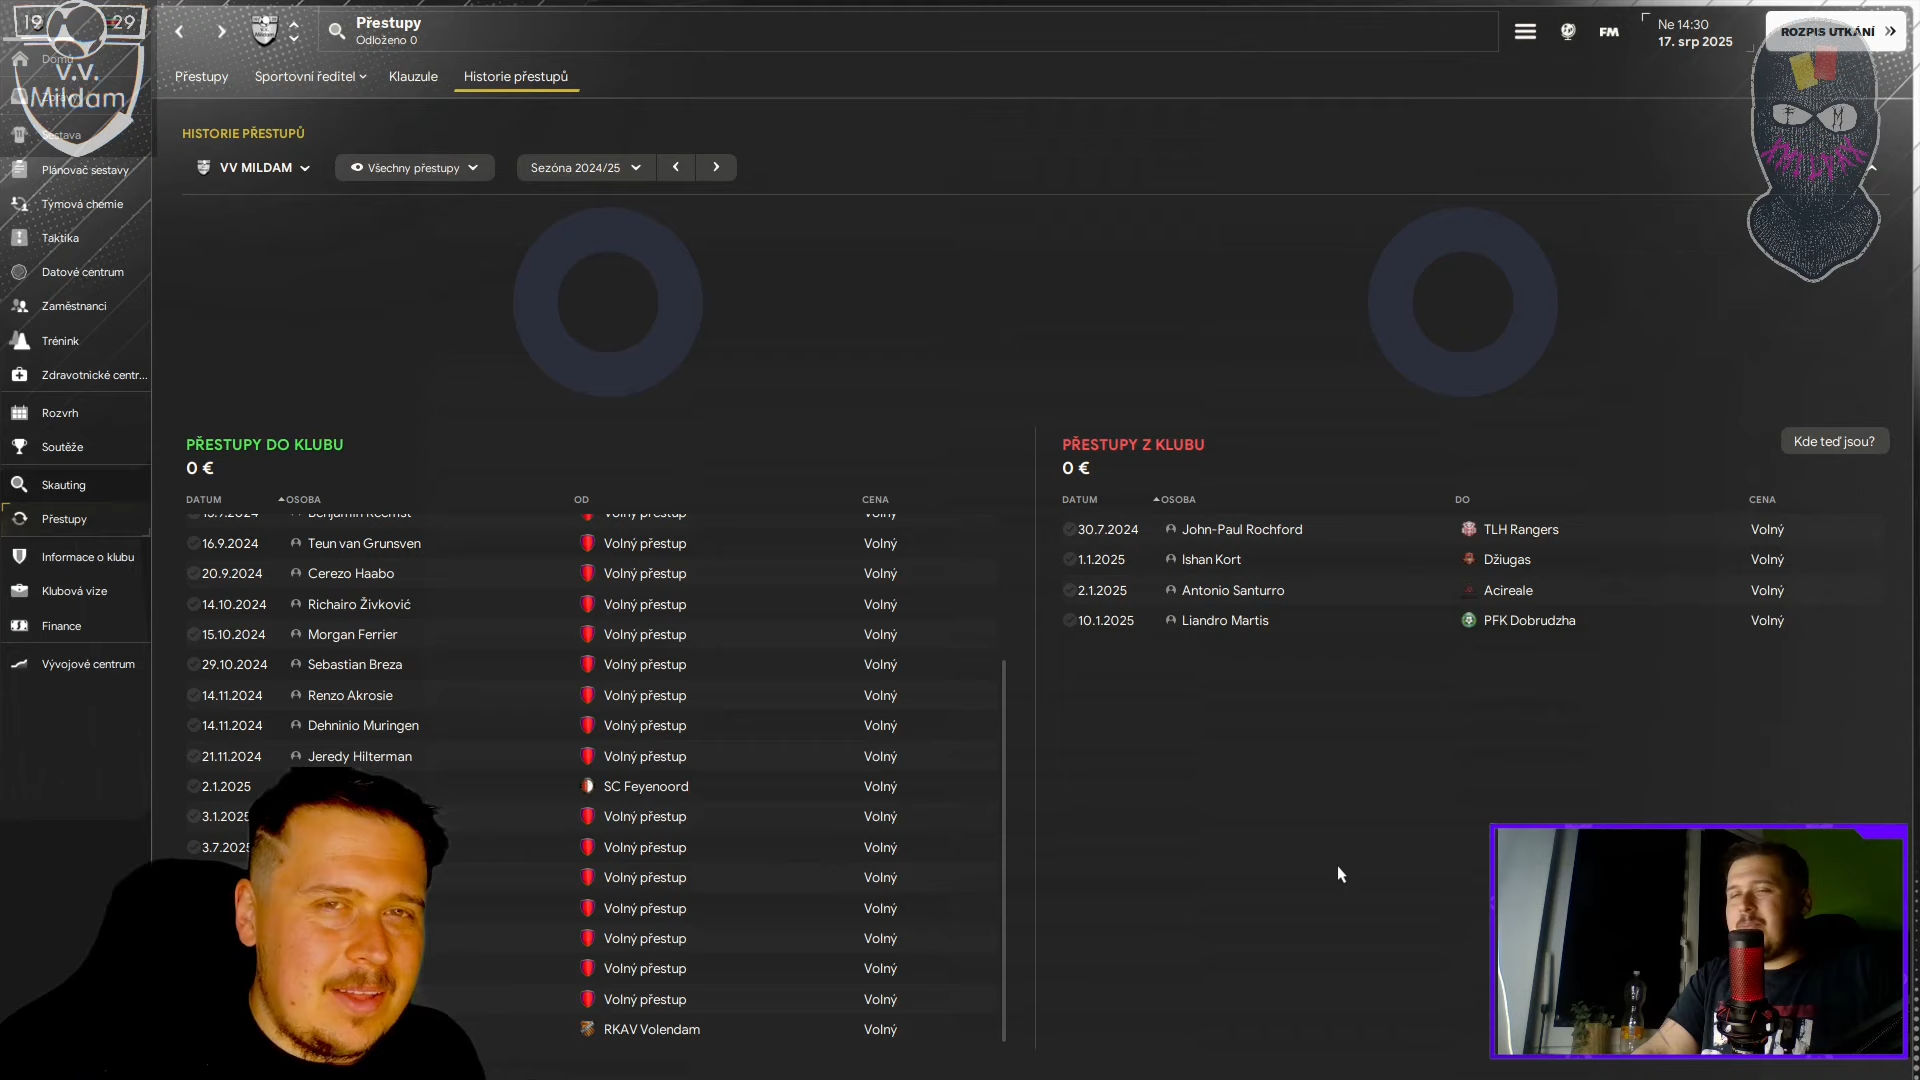 19 29
V.V.
Mildam
Přestupy
Odloženo 0
FM
Ne 14:30
17. srp 2025
ROZPIS UTKÁNÍ
Domů
Zprávy
Sestava
Plánovač sestavy
Týmová chemie
Taktika
Datové centrum
Zaměstnanci
Trénink
Zdravotnické centr...
Rozvrh
Soutěže
Skauting
Přestupy
Informace o klubu
Klubová vize
Finance
Vývojové centrum
Přestupy Sportovní ředitel Klauzule Historie přestupů
HISTORIE PŘESTUPŮ
VV MILDAM Všechny přestupy Sezóna 2024/25
PŘESTUPY DO KLUBU
0 €
DATUM OSOBA OD CENA
Volný přestup Volný
16.9.2024 Teun van Grunsven Volný přestup Volný
20.9.2024 Cerezo Haabo Volný přestup Volný
14.10.2024 Richairo Živković Volný přestup Volný
15.10.2024 Morgan Ferrier Volný přestup Volný
29.10.2024 Sebastian Breza Volný přestup Volný
14.11.2024 Renzo Akrosie Volný přestup Volný
14.11.2024 Dehninio Muringen Volný přestup Volný
21.11.2024 Jeredy Hilterman Volný přestup Volný
2.1.2025 SC Feyenoord Volný
3.1.2025 Volný přestup Volný
3.7.2025 Volný přestup Volný
Volný přestup Volný
Volný přestup Volný
Volný přestup Volný
Volný přestup Volný
Volný přestup Volný
RKAV Volendam Volný
PŘESTUPY Z KLUBU
0 €
Kde teď jsou?
DATUM OSOBA DO CENA
30.7.2024 John-Paul Rochford TLH Rangers Volný
1.1.2025 Ishan Kort Džiugas Volný
2.1.2025 Antonio Santurro Acireale Volný
10.1.2025 Liandro Martis PFK Dobrudzha Volný